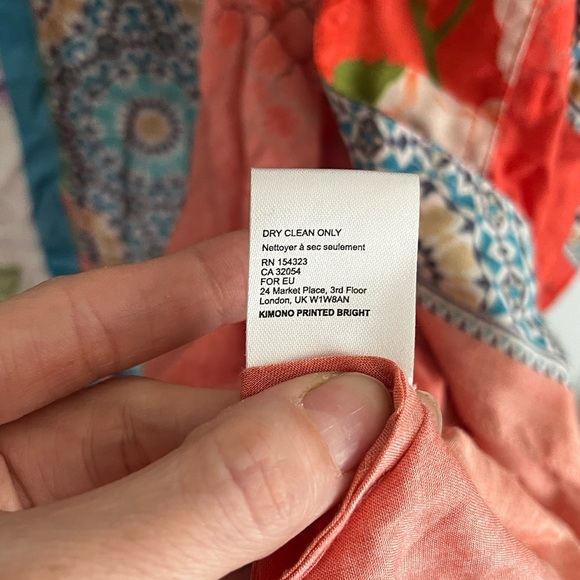 DRY CLEAN ONLY
Nettoyer à sec seulement
RN 154323
CA 32054
FOR EU
24 Market Place, 3rd Floor
London, UK W1W8AN
KIMONO PRINTED BRIGHT